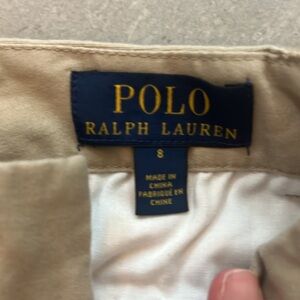 POLO
RALPH LAUREN
8
MADE IN
CHINA
FABRIQUÉ EN
CHINE